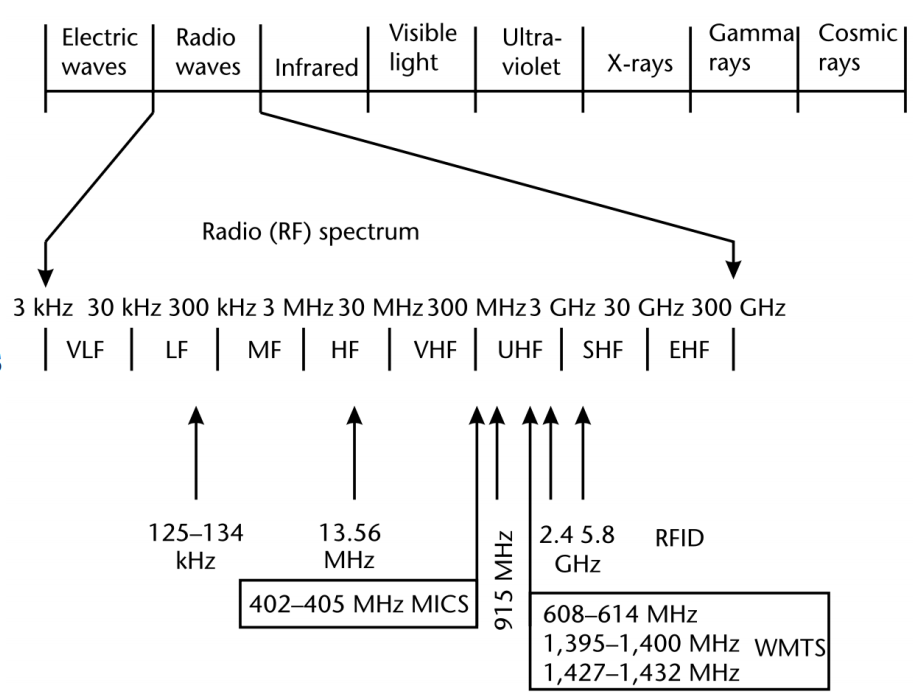 Electric waves
Radio waves
Infrared
Visible light
Ultra-violet
X-rays
Gamma rays
Cosmic rays
Radio (RF) spectrum
3 kHz 30 kHz 300 kHz 3 MHz 30 MHz 300 MHz 3 GHz 30 GHz 300 GHz
VLF LF MF HF VHF UHF SHF EHF
125–134 kHz
13.56 MHz
915 MHz
2.4 5.8 GHz
RFID
402–405 MHz MICS
608–614 MHz
1,395–1,400 MHz WMTS
1,427–1,432 MHz